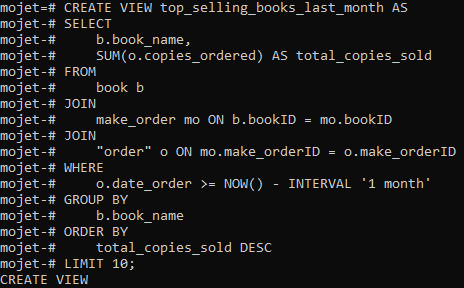 mojet=# CREATE VIEW top_selling_books_last_month AS
mojet-# SELECT
mojet-#     b.book_name,
mojet-#     SUM(o.copies_ordered) AS total_copies_sold
mojet-# FROM
mojet-#     book b
mojet-# JOIN
mojet-#     make_order mo ON b.bookID = mo.bookID
mojet-# JOIN
mojet-#     "order" o ON mo.make_orderID = o.make_orderID
mojet-# WHERE
mojet-#     o.date_order >= NOW() - INTERVAL '1 month'
mojet-# GROUP BY
mojet-#     b.book_name
mojet-# ORDER BY
mojet-#     total_copies_sold DESC
mojet-# LIMIT 10;
CREATE VIEW